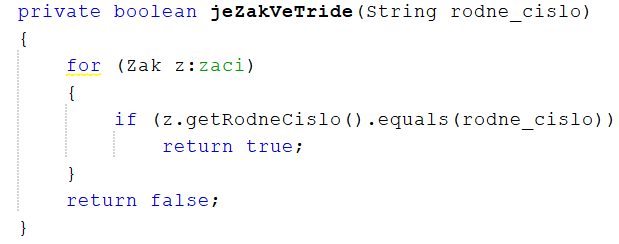 private boolean jeZakVeTride(String rodne_cislo)
{
for (Zak z:zaci)
{
if (z.getRodneCislo().equals(rodne_cislo))
return true;
}
return false;
}